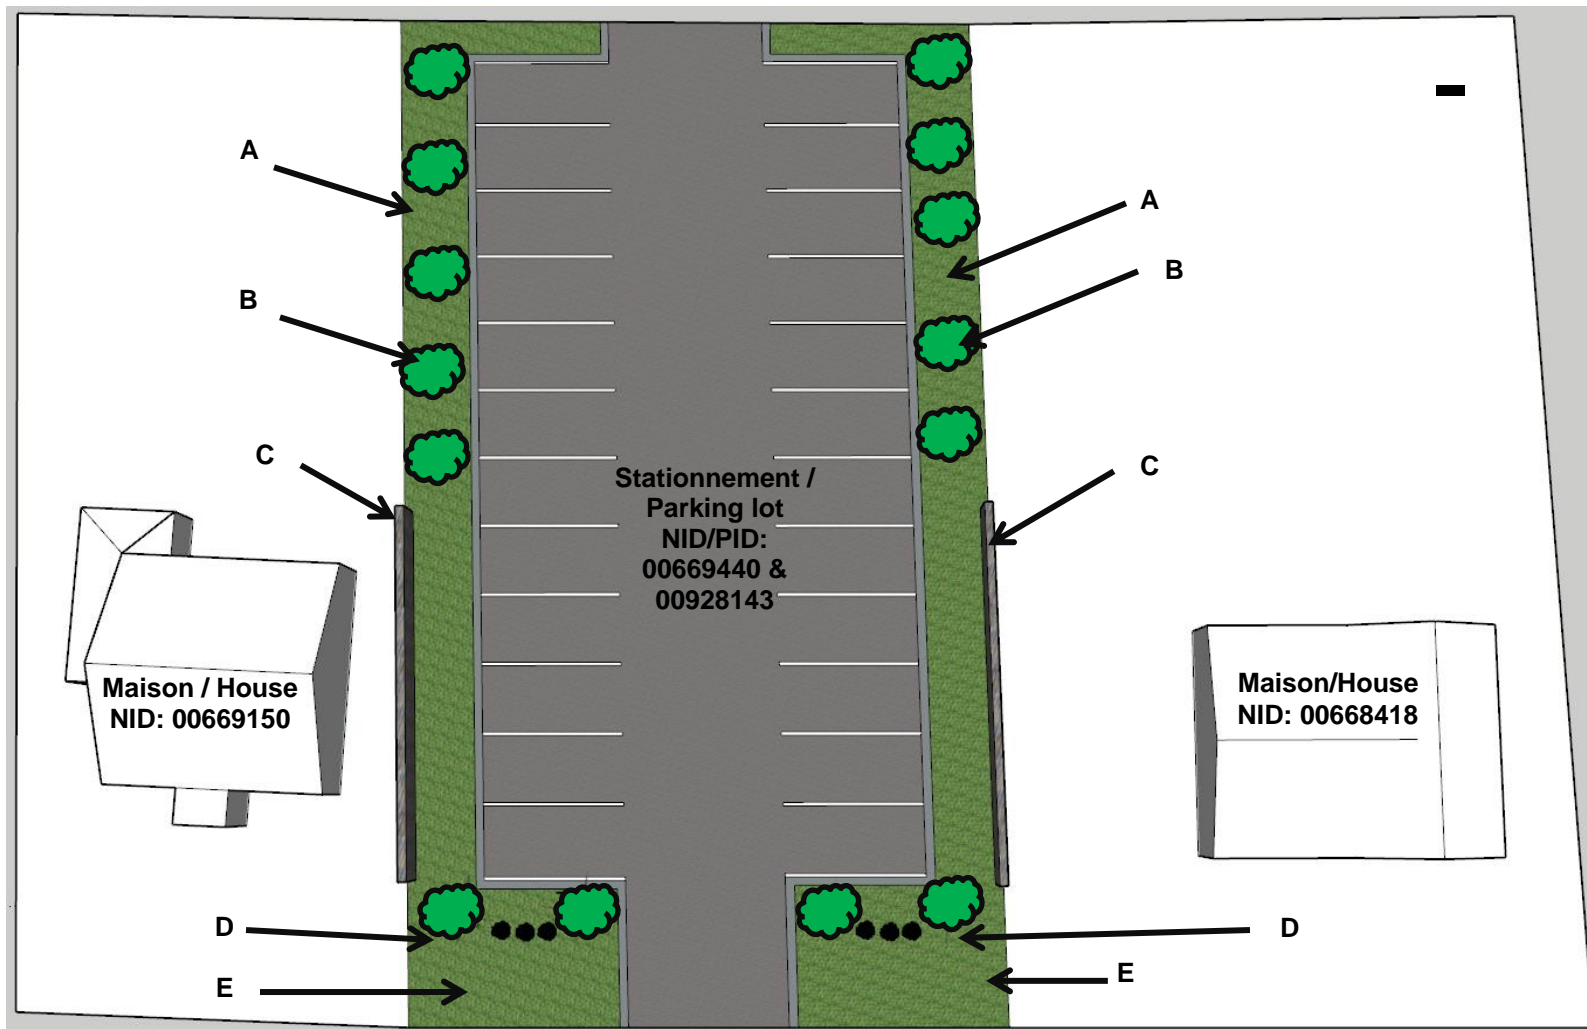 A
A
B
B
C
C
Stationnement /
Parking lot
NID/PID:
00669440 &
00928143
Maison / House
NID: 00669150
Maison/House
NID: 00668418
D
D
E
E